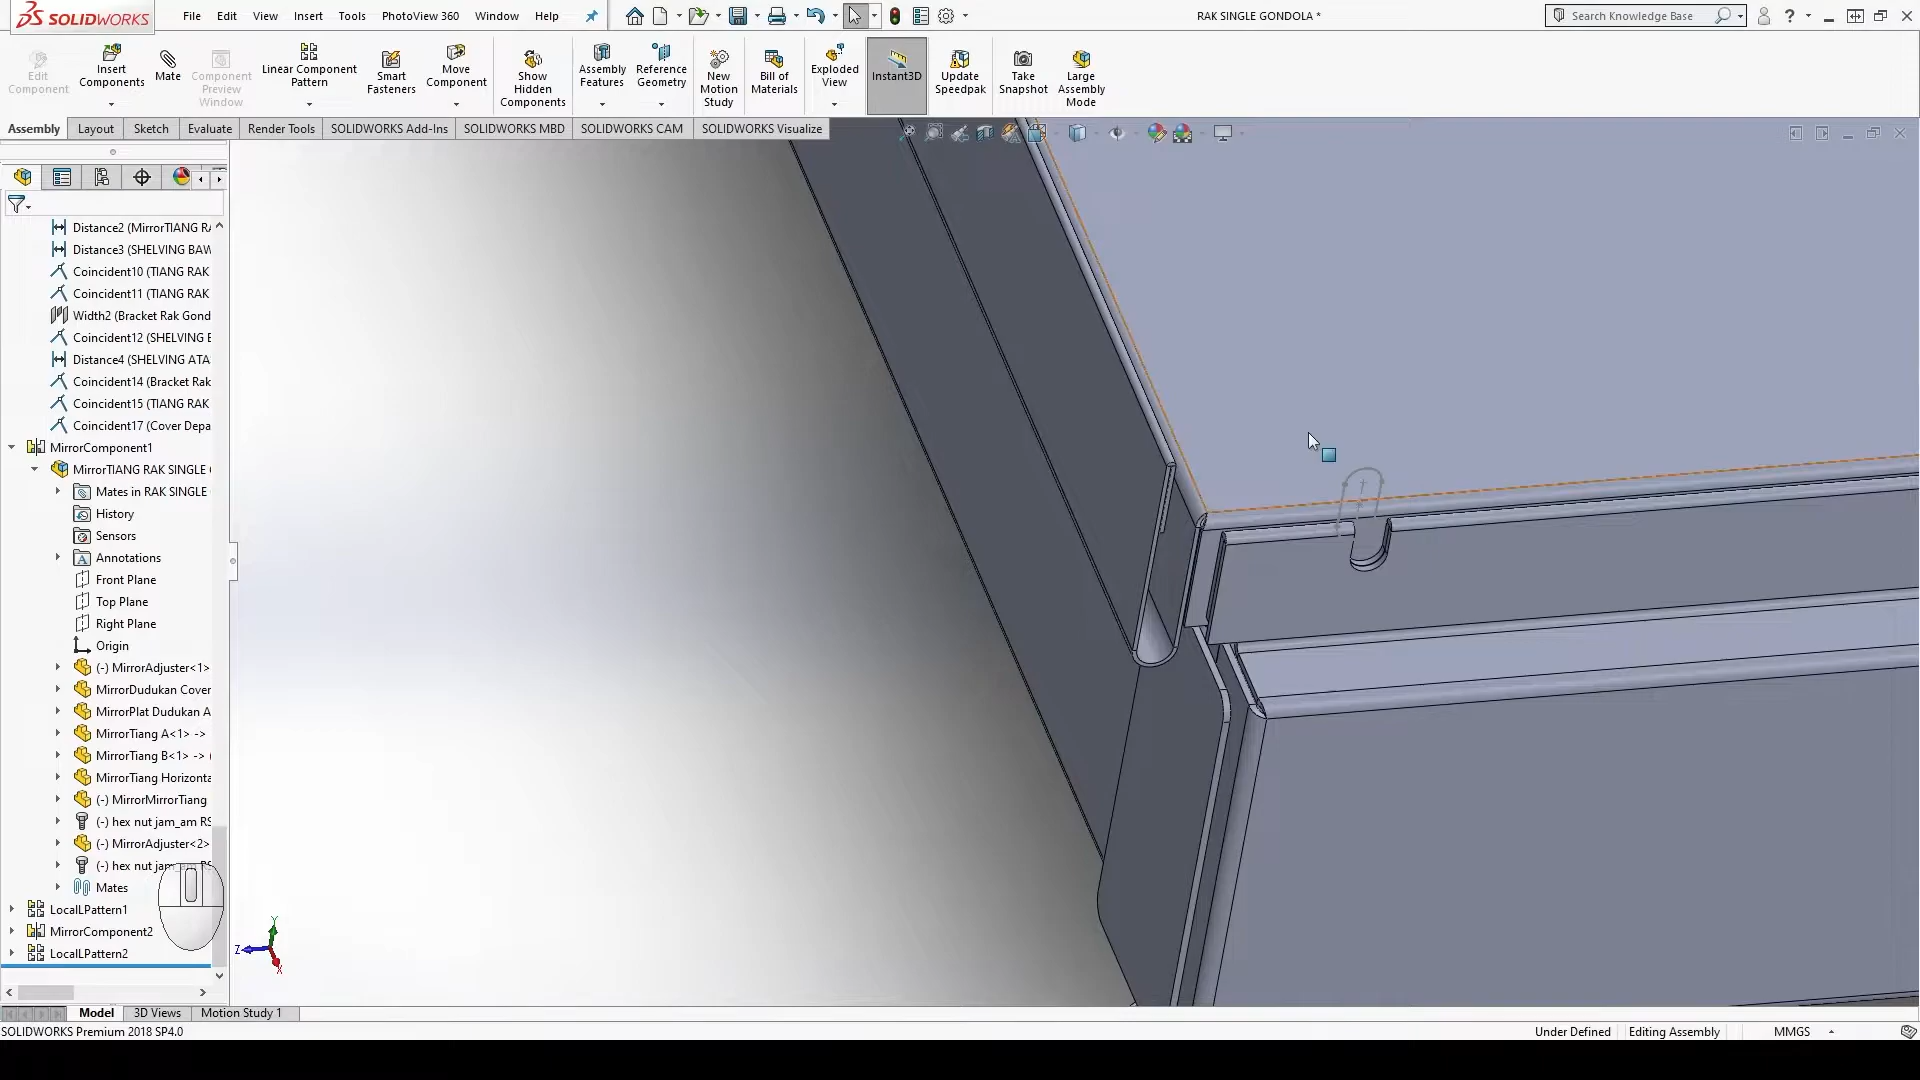 SOLIDWORKS File Edit View Insert Tools PhotoView 360 Window Help RAK SINGLE GONDOLA * Search Knowledge Base ?
Edit Component
Insert Components
Mate
Component Preview Window
Linear Component Pattern
Smart Fasteners
Move Component
Show Hidden Components
Assembly Features
Reference Geometry
New Motion Study
Bill of Materials
Exploded View
Instant3D
Update Speedpak
Take Snapshot
Large Assembly Mode
Assembly Layout Sketch Evaluate Render Tools SOLIDWORKS Add-Ins SOLIDWORKS MBD SOLIDWORKS CAM SOLIDWORKS Visualize
Distance2 (MirrorTIANG RA
Distance3 (SHELVING BAW
Coincident10 (TIANG RAK
Coincident11 (TIANG RAK
Width2 (Bracket Rak Gond
Coincident12 (SHELVING E
Distance4 (SHELVING ATA
Coincident14 (Bracket Rak
Coincident15 (TIANG RAK
Coincident17 (Cover Depa
MirrorComponent1
MirrorTIANG RAK SINGLE (
Mates in RAK SINGLE
History
Sensors
Annotations
Front Plane
Top Plane
Right Plane
Origin
(-) MirrorAdjuster<1>
MirrorDudukan Cover
MirrorPlat Dudukan A
MirrorTiang A<1> ->
MirrorTiang B<1> -> (
MirrorTiang Horizonta
(-) MirrorMirrorTiang
(-) hex nut jam_am RS
(-) MirrorAdjuster<2>
(-) hex nut jam_am RS
Mates
LocalLPattern1
MirrorComponent2
LocalLPattern2
Y
Z
X
Model 3D Views Motion Study 1
SOLIDWORKS Premium 2018 SP4.0 Under Defined Editing Assembly MMGS